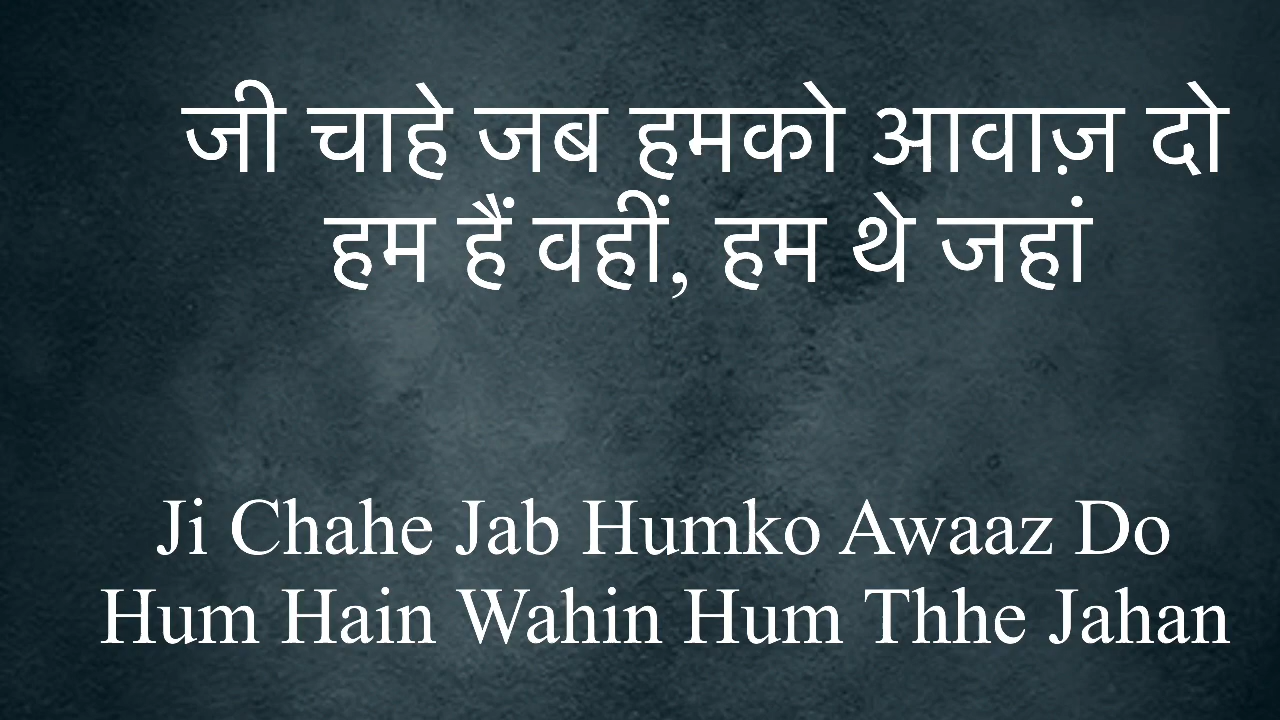 जी चाहे जब हमको आवाज़ दो
हम हैं वहीं, हम थे जहां
Ji Chahe Jab Humko Awaaz Do
Hum Hain Wahin Hum Thhe Jahan